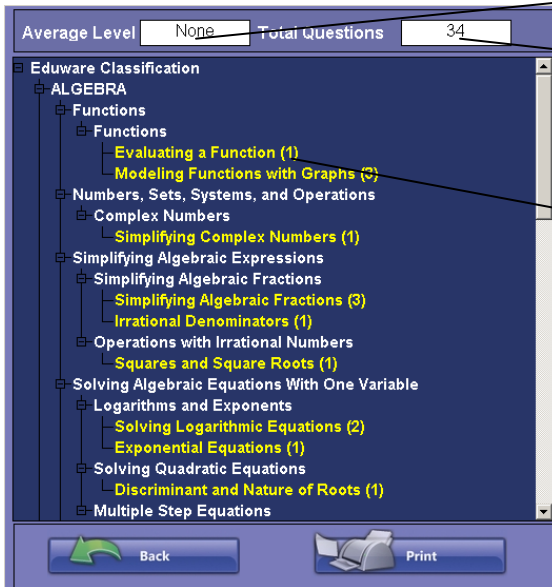 Average Level None Total Questions 34
Eduware Classification
ALGEBRA
Functions
Functions
Evaluating a Function (1)
Modeling Functions with Graphs (3)
Numbers, Sets, Systems, and Operations
Complex Numbers
Simplifying Complex Numbers (1)
Simplifying Algebraic Expressions
Simplifying Algebraic Fractions
Simplifying Algebraic Fractions (3)
Irrational Denominators (1)
Operations with Irrational Numbers
Squares and Square Roots (1)
Solving Algebraic Equations With One Variable
Logarithms and Exponents
Solving Logarithmic Equations (2)
Exponential Equations (1)
Solving Quadratic Equations
Discriminant and Nature of Roots (1)
Multiple Step Equations
Back Print